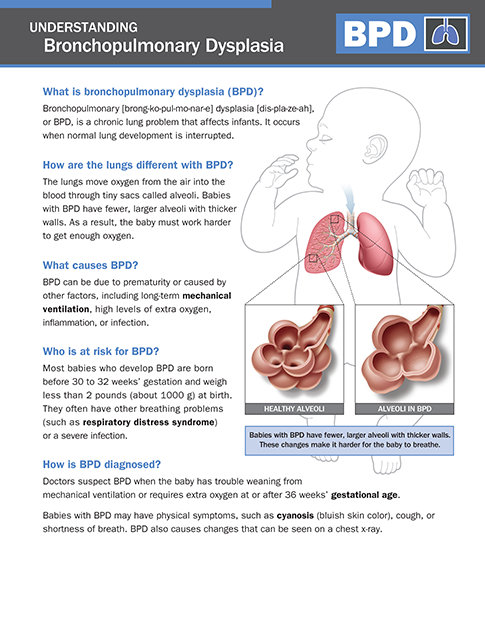 UNDERSTANDING
Bronchopulmonary Dysplasia
BPD
What is bronchopulmonary dysplasia (BPD)?
Bronchopulmonary [brong-ko-pul-mo-nar-e] dysplasia [dis-pla-ze-ah],
or BPD, is a chronic lung problem that affects infants. It occurs
when normal lung development is interrupted.
How are the lungs different with BPD?
The lungs move oxygen from the air into the
blood through tiny sacs called alveoli. Babies
with BPD have fewer, larger alveoli with thicker
walls. As a result, the baby must work harder
to get enough oxygen.
What causes BPD?
BPD can be due to prematurity or caused by
other factors, including long-term mechanical
ventilation, high levels of extra oxygen,
inflammation, or infection.
Who is at risk for BPD?
Most babies who develop BPD are born
before 30 to 32 weeks’ gestation and weigh
less than 2 pounds (about 1000 g) at birth.
They often have other breathing problems
(such as respiratory distress syndrome)
or a severe infection.
HEALTHY ALVEOLI
ALVEOLI IN BPD
Babies with BPD have fewer, larger alveoli with thicker walls.
These changes make it harder for the baby to breathe.
How is BPD diagnosed?
Doctors suspect BPD when the baby has trouble weaning from
mechanical ventilation or requires extra oxygen at or after 36 weeks’ gestational age.
Babies with BPD may have physical symptoms, such as cyanosis (bluish skin color), cough, or
shortness of breath. BPD also causes changes that can be seen on a chest x-ray.